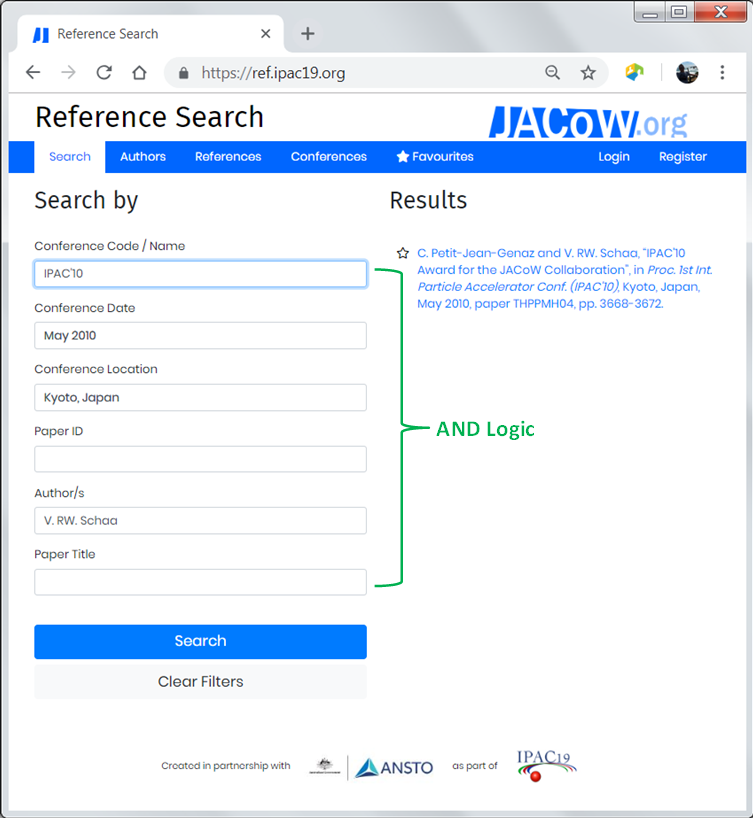 Reference Search
https://ref.ipac19.org
Reference Search
JACoW.org
Search Authors References Conferences Favourites Login Register
Search by
Conference Code / Name
IPAC'10
Conference Date
May 2010
Conference Location
Kyoto, Japan
Paper ID
Author/s
V. RW. Schaa
Paper Title
Search
Clear Filters
Results
C. Petit-Jean-Genaz and V. RW. Schaa, “IPAC'10
Award for the JACoW Collaboration”, in Proc. 1st Int.
Particle Accelerator Conf. (IPAC'10), Kyoto, Japan,
May 2010, paper THPPMH04, pp. 3668-3672.
AND Logic
Created in partnership with
ANSTO
as part of
IPAC19